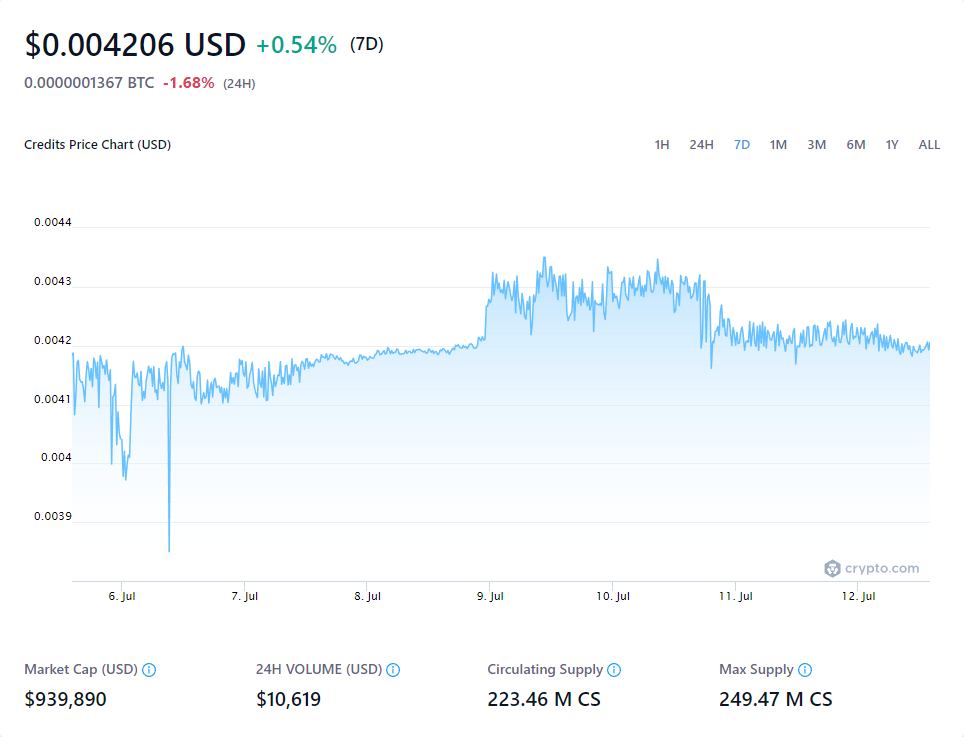 $0.004206 USD +0.54% (7D)
0.0000001367 BTC -1.68% (24H)
Credits Price Chart (USD) 1H 24H 7D 1M 3M 6M 1Y ALL
0.0044
0.0043
0.0042
0.0041
0.004
0.0039
crypto.com
6. Jul 7. Jul 8. Jul 9. Jul 10. Jul 11. Jul 12. Jul
Market Cap (USD) 24H VOLUME (USD) Circulating Supply Max Supply
$939,890 $10,619 223.46 M CS 249.47 M CS